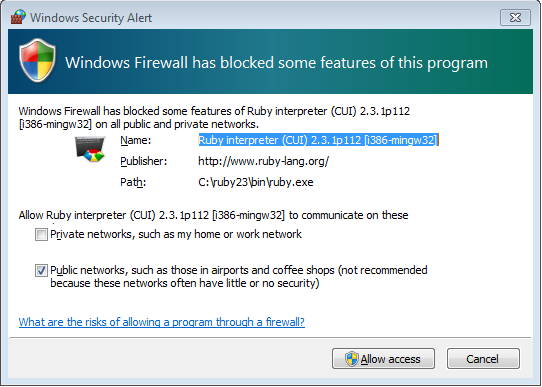 Windows Security Alert
Windows Firewall has blocked some features of this program
Windows Firewall has blocked some features of Ruby interpreter (CUI) 2.3.1p112
[i386-mingw32] on all public and private networks.
Name: Ruby interpreter (CUI) 2.3.1p112 [i386-mingw32]
Publisher: http://www.ruby-lang.org/
Path: C:\ruby23\bin\ruby.exe
Allow Ruby interpreter (CUI) 2.3.1p112 [i386-mingw32] to communicate on these
Private networks, such as my home or work network
Public networks, such as those in airports and coffee shops (not recommended
because these networks often have little or no security)
What are the risks of allowing a program through a firewall?
Allow access Cancel